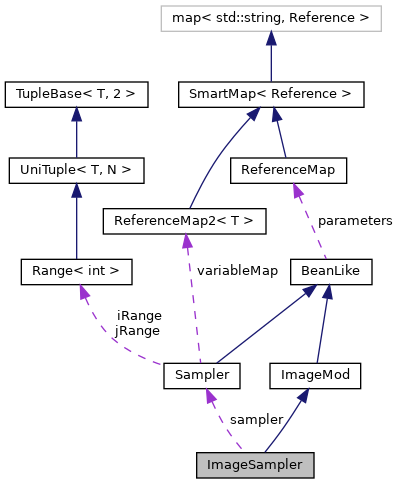 map< std::string, Reference >
TupleBase< T, 2 >
SmartMap< Reference >
UniTuple< T, N >
ReferenceMap
ReferenceMap2< T >
parameters
Range< int >
variableMap
BeanLike
iRange
jRange
Sampler
ImageMod
sampler
ImageSampler